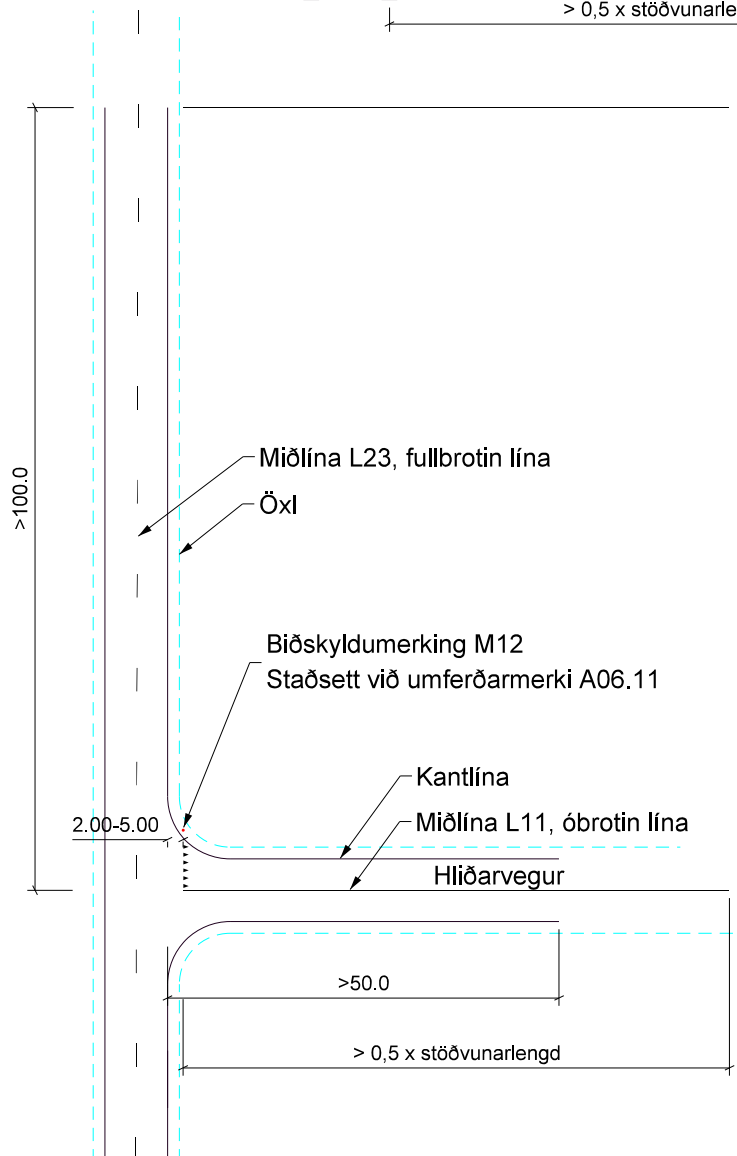 > 0,5 x stöðvunarle
>100.0
Miðlína L23, fullbrotin lína
Öxl
Biðskyldumerking M12
Staðsett við umferðarmerki A06.11
Kantlína
2.00-5.00
Miðlína L11, óbrotin lína
Hliðarvegur
>50.0
> 0,5 x stöðvunarlengd